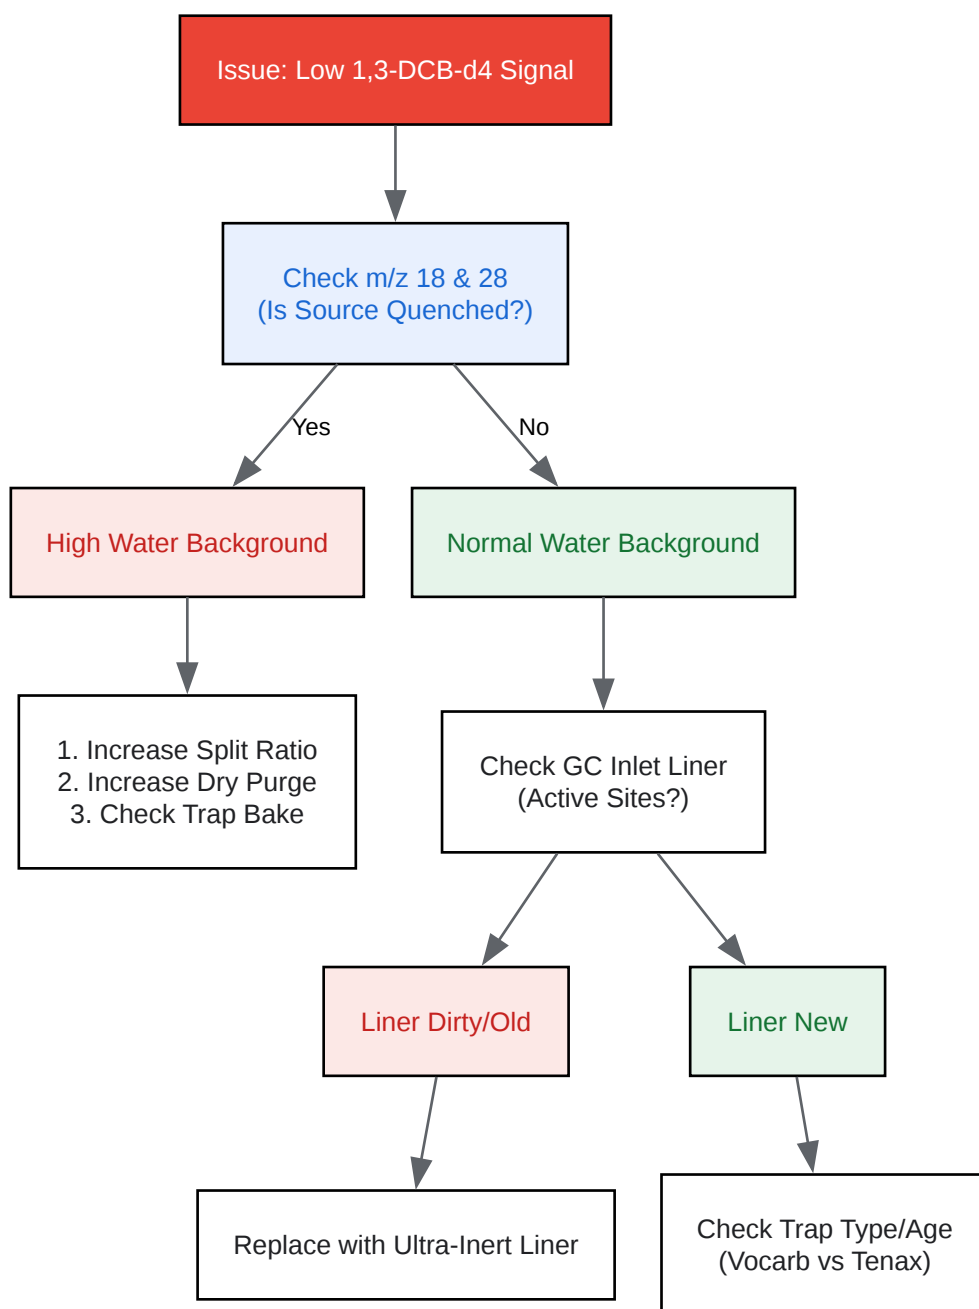 Issue: Low 1,3-DCB-d4 Signal
Check m/z 18 & 28
(Is Source Quenched?)
Yes
No
High Water Background
Normal Water Background
1. Increase Split Ratio
2. Increase Dry Purge
3. Check Trap Bake
Check GC Inlet Liner
(Active Sites?)
Liner Dirty/Old
Liner New
Replace with Ultra-Inert Liner
Check Trap Type/Age
(Vocarb vs Tenax)